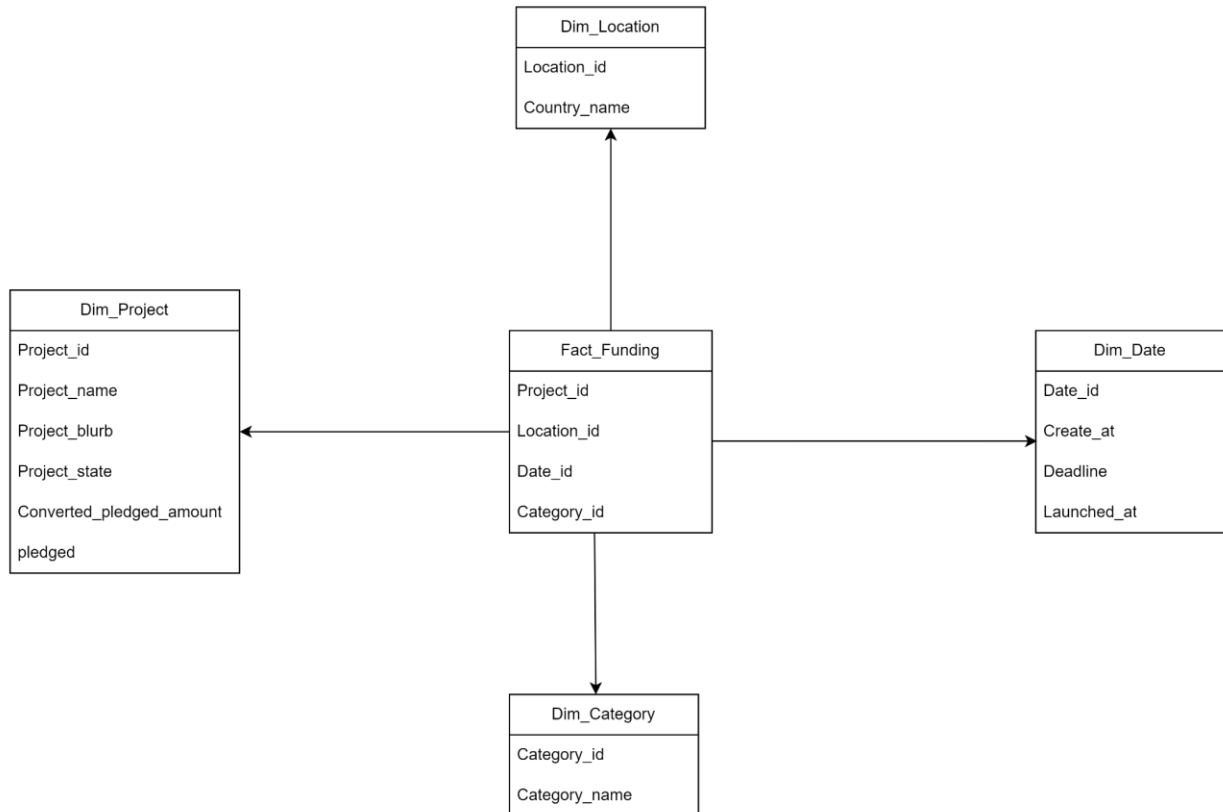 Dim_Location
Location_id
Country_name
Dim_Project
Project_id
Project_name
Project_blurb
Project_state
Converted_pledged_amount
pledged
Fact_Funding
Project_id
Location_id
Date_id
Category_id
Dim_Date
Date_id
Create_at
Deadline
Launched_at
Dim_Category
Category_id
Category_name